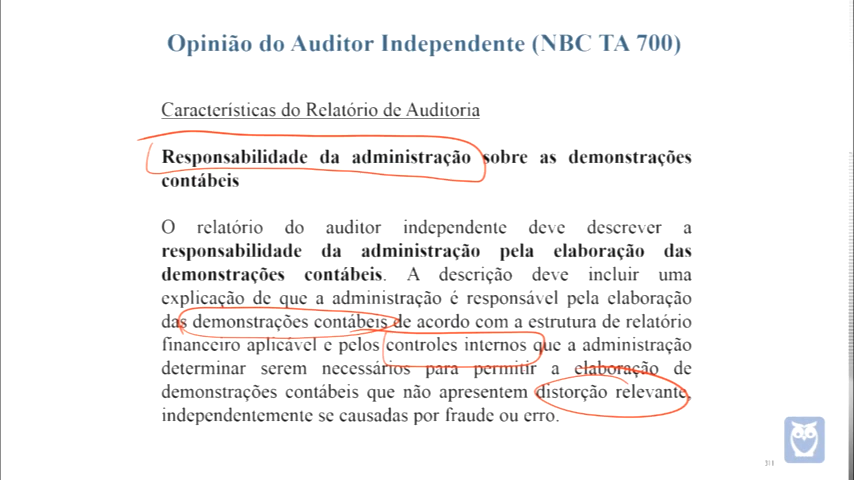 Opinião do Auditor Independente (NBC TA 700)
Características do Relatório de Auditoria
Responsabilidade da administração sobre as demonstrações
contábeis
O relatório do auditor independente deve descrever a
responsabilidade da administração pela elaboração das
demonstrações contábeis. A descrição deve incluir uma
explicação de que a administração é responsável pela elaboração
das demonstrações contábeis de acordo com a estrutura de relatório
financeiro aplicável e pelos controles internos que a administração
determinar serem necessários para permitir a elaboração de
demonstrações contábeis que não apresentem distorção relevante,
independentemente se causadas por fraude ou erro.